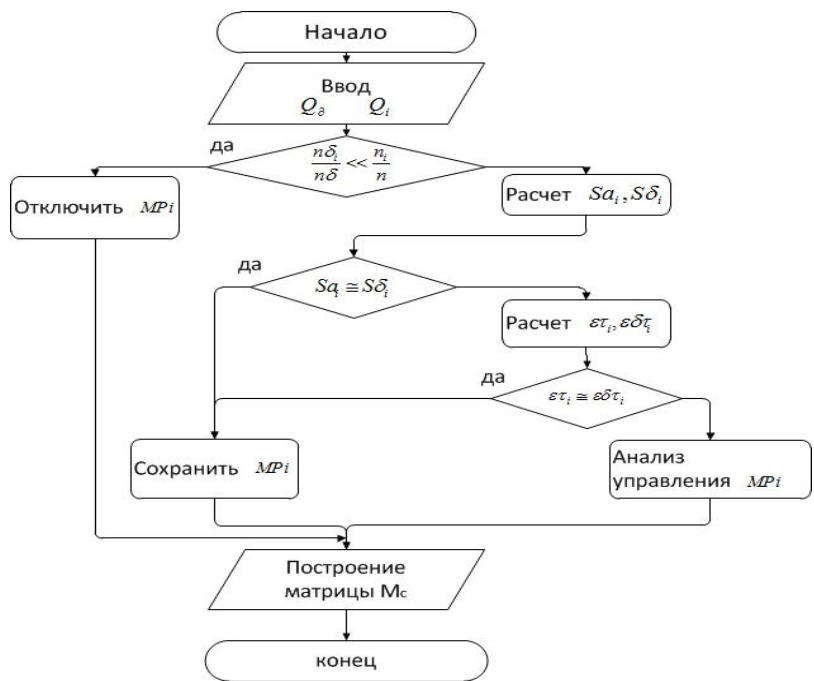 Начало
Ввод
Q∂ Qi
да
nδi/nδ << ni/n
Отключить MPi
Расчет Sai, Sδi
да
Sai ≅ Sδi
Расчет ετi, εδτi
да
ετi ≅ εδτi
Сохранить MPi
Анализ
управления MPi
Построение
матрицы Mc
конец